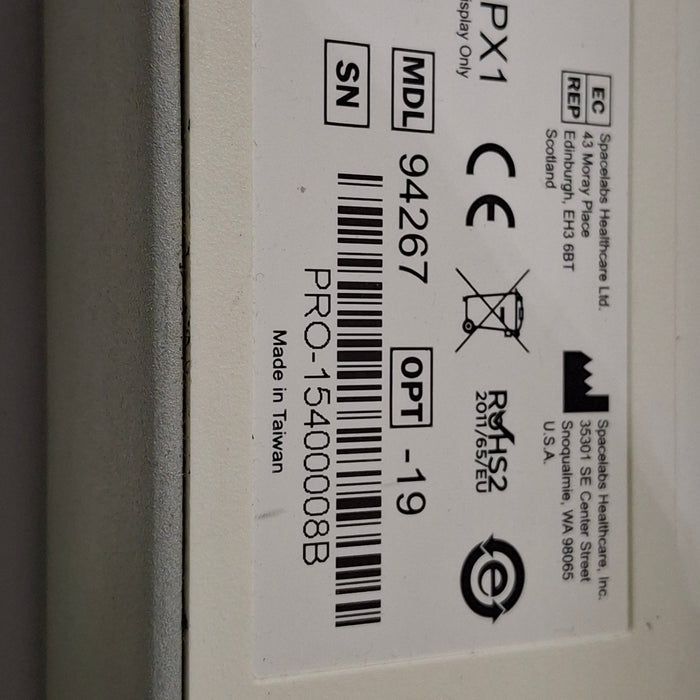 EC REP
Spacelabs Healthcare Ltd.
43 Moray Place
Edinburgh, EH3 6BT
Scotland
Spacelabs Healthcare, Inc.
35301 SE Center Street
Snoqualmie, WA 98065
U.S.A.
PX1
isplay Only
CE
RoHS2
2011/65/EU
e
MDL 94267 OPT -19
SN
PRO-15400008B
Made in Taiwan